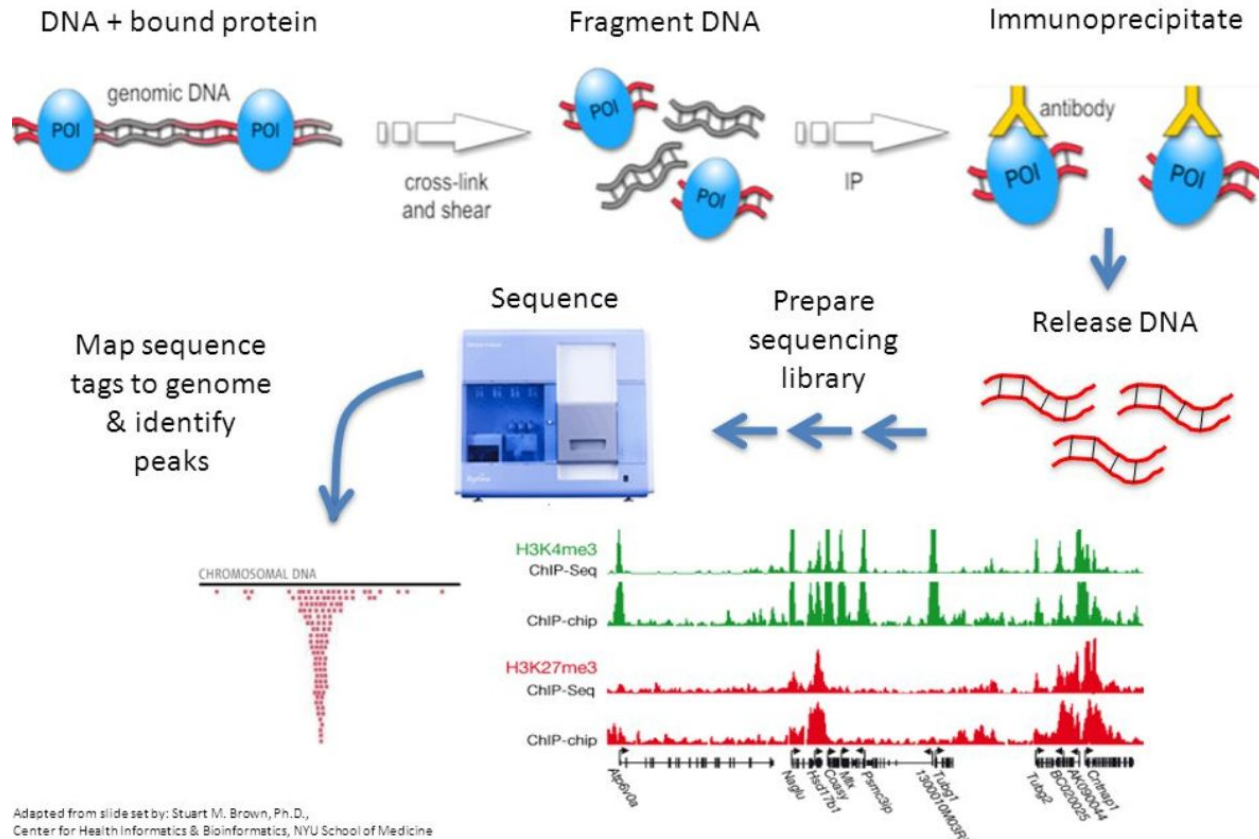 DNA + bound protein
Fragment DNA
Immunoprecipitate
genomic DNA
POI
POI
cross-link
and shear
POI
POI
IP
antibody
POI
POI
Release DNA
Prepare
sequencing
library
Sequence
Map sequence
tags to genome
& identify
peaks
CHROMOSOMAL DNA
H3K4me3
ChIP-Seq
ChIP-chip
H3K27me3
ChIP-Seq
ChIP-chip
Atp6v0a
Naglu
Hsd17b1
Coasy
Mlx
Psmc3ip
Tubg1
Tubg2
BC020025
AK090044
Cntnap1
Adapted from slide set by: Stuart M. Brown, Ph.D.,
Center for Health Informatics & Bioinformatics, NYU School of Medicine